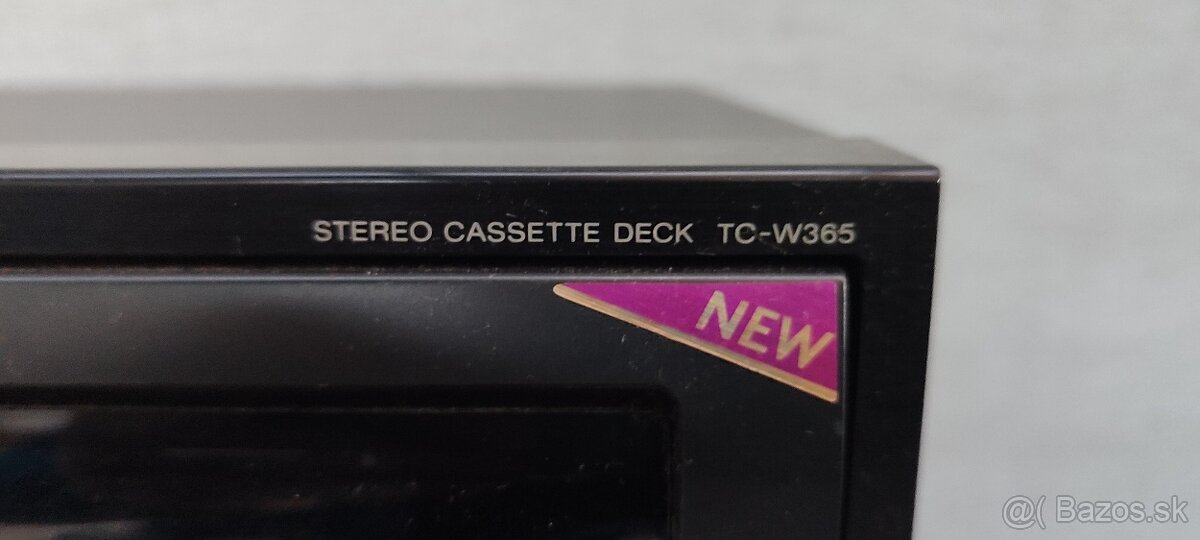 STEREO CASSETTE DECK TC-W365
NEW
@( Bazos.sk